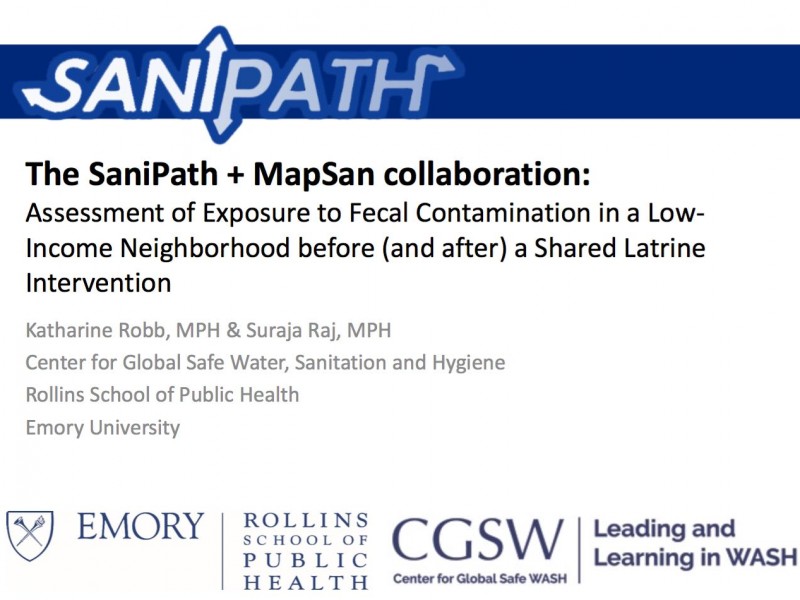 SANIPATH
The SaniPath + MapSan collaboration:
Assessment of Exposure to Fecal Contamination in a Low-
Income Neighborhood before (and after) a Shared Latrine
Intervention
Katharine Robb, MPH & Suraja Raj, MPH
Center for Global Safe Water, Sanitation and Hygiene
Rollins School of Public Health
Emory University
EMORY
ROLLINS
SCHOOL OF
PUBLIC
HEALTH
CGSW
Center for Global Safe WASH
Leading and
Learning in WASH